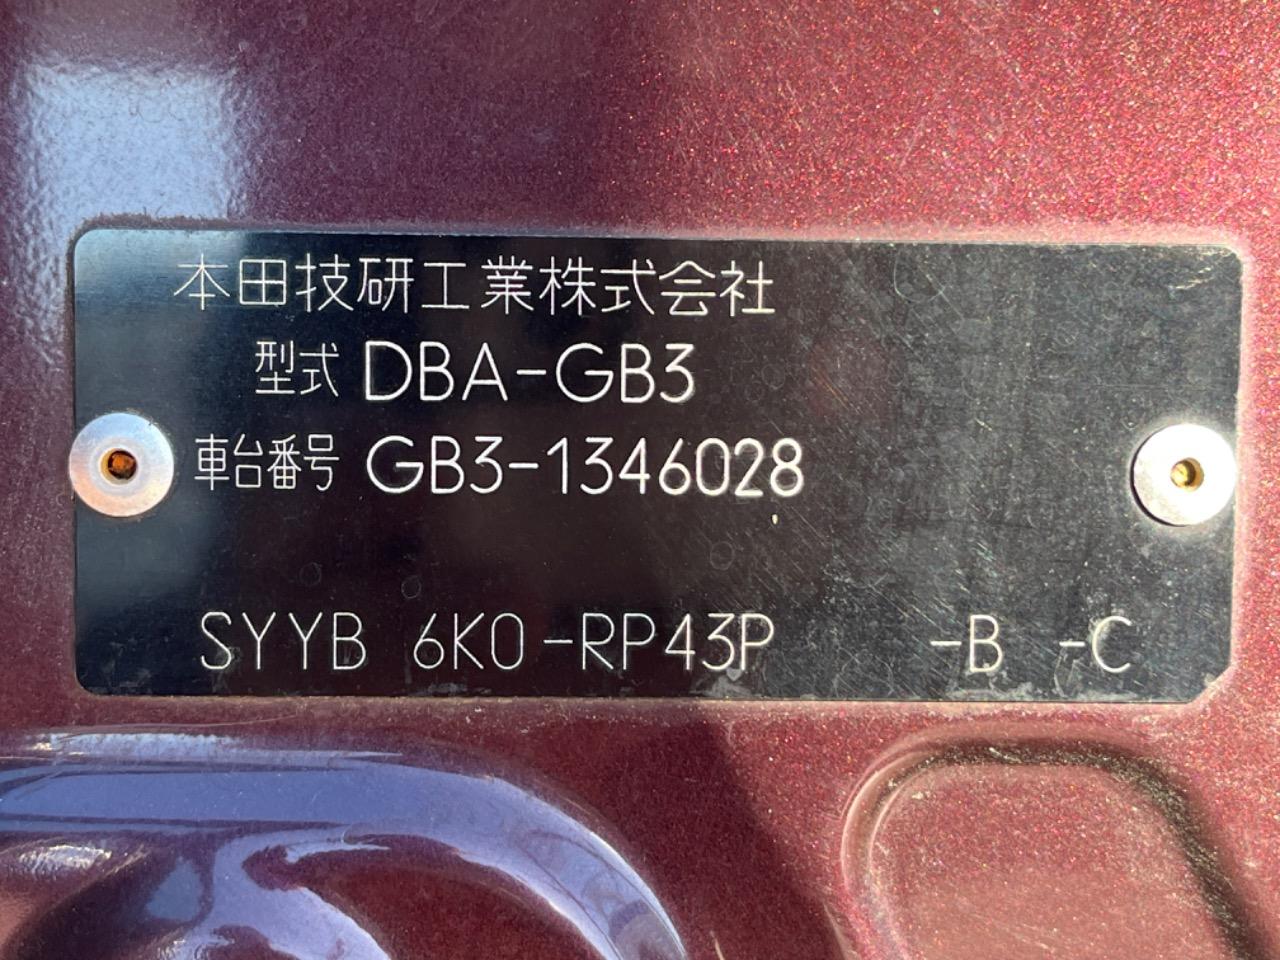 本田技研工業株式会社
型式 DBA-GB3
車台番号 GB3-1346028
SYYB 6K0-RP43P -B -C